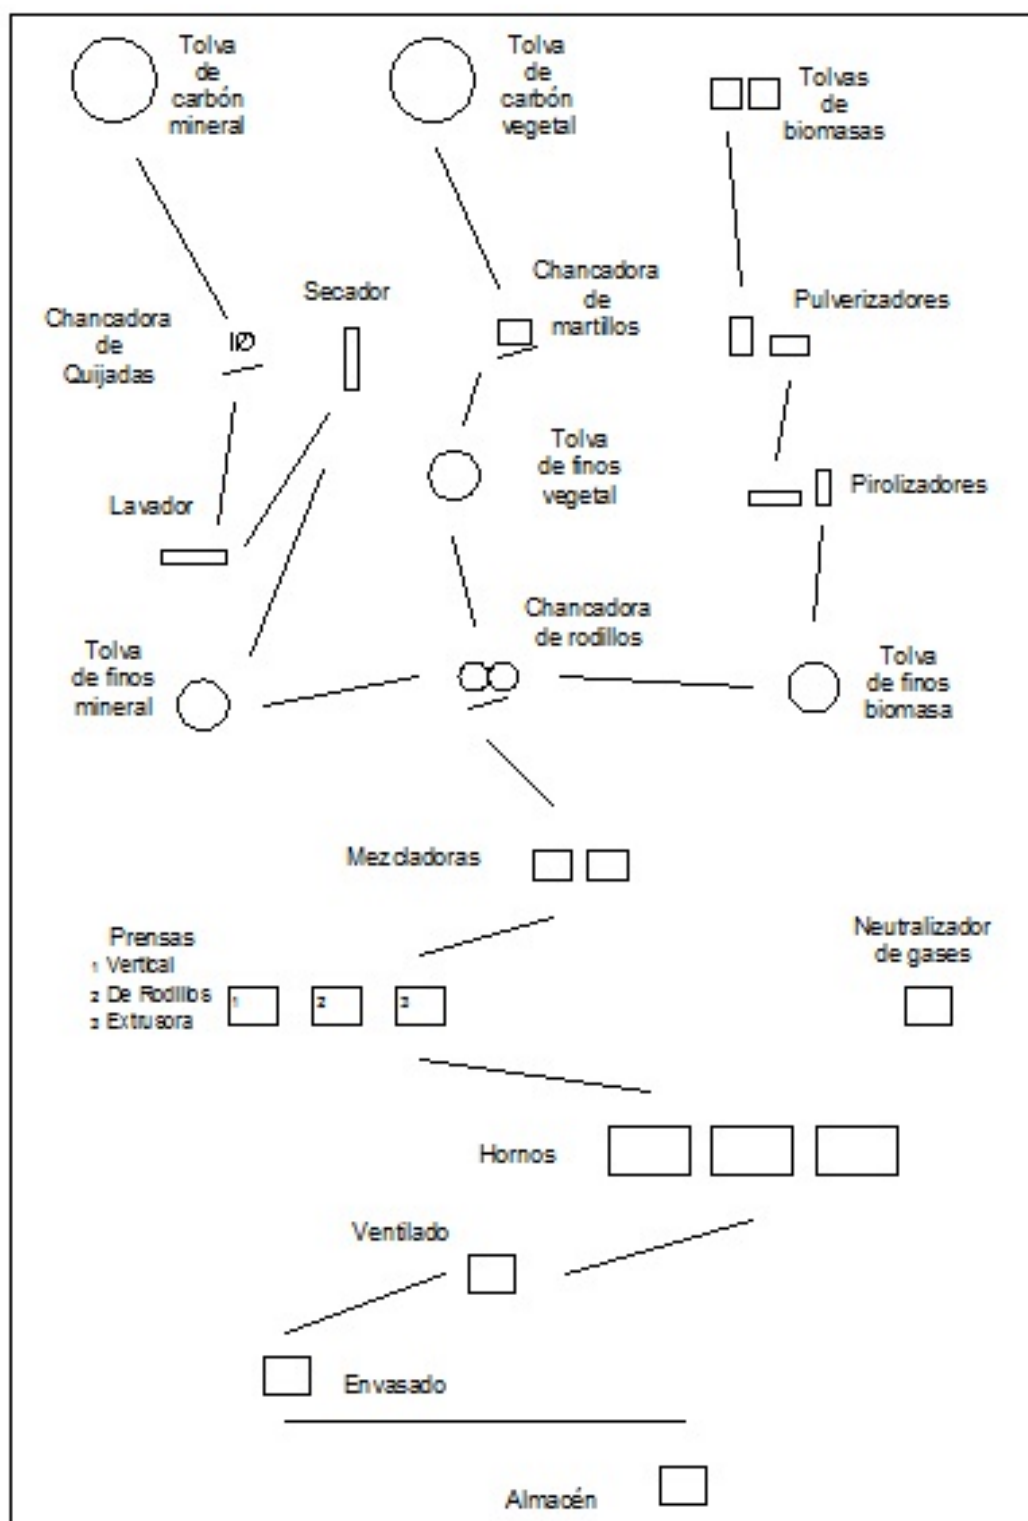 Tolva
de
carbón
mineral
Tolva
de
carbón
vegetal
Tolvas
de
biomasas
Chancadora
de
Quijadas
Secador
Chancadora
de
martillos
Pulverizadores
Lavador
Tolva
de finos
vegetal
Pirolizadores
Tolva
de finos
mineral
Chancadora
de rodillos
Tolva
de finos
biomasa
Mezcladoras
Prensas
1 Vertical
2 De Rodillos
3 Extrusora
1
2
3
Neutralizador
de gases
Hornos
Ventilado
Envasado
Almacén